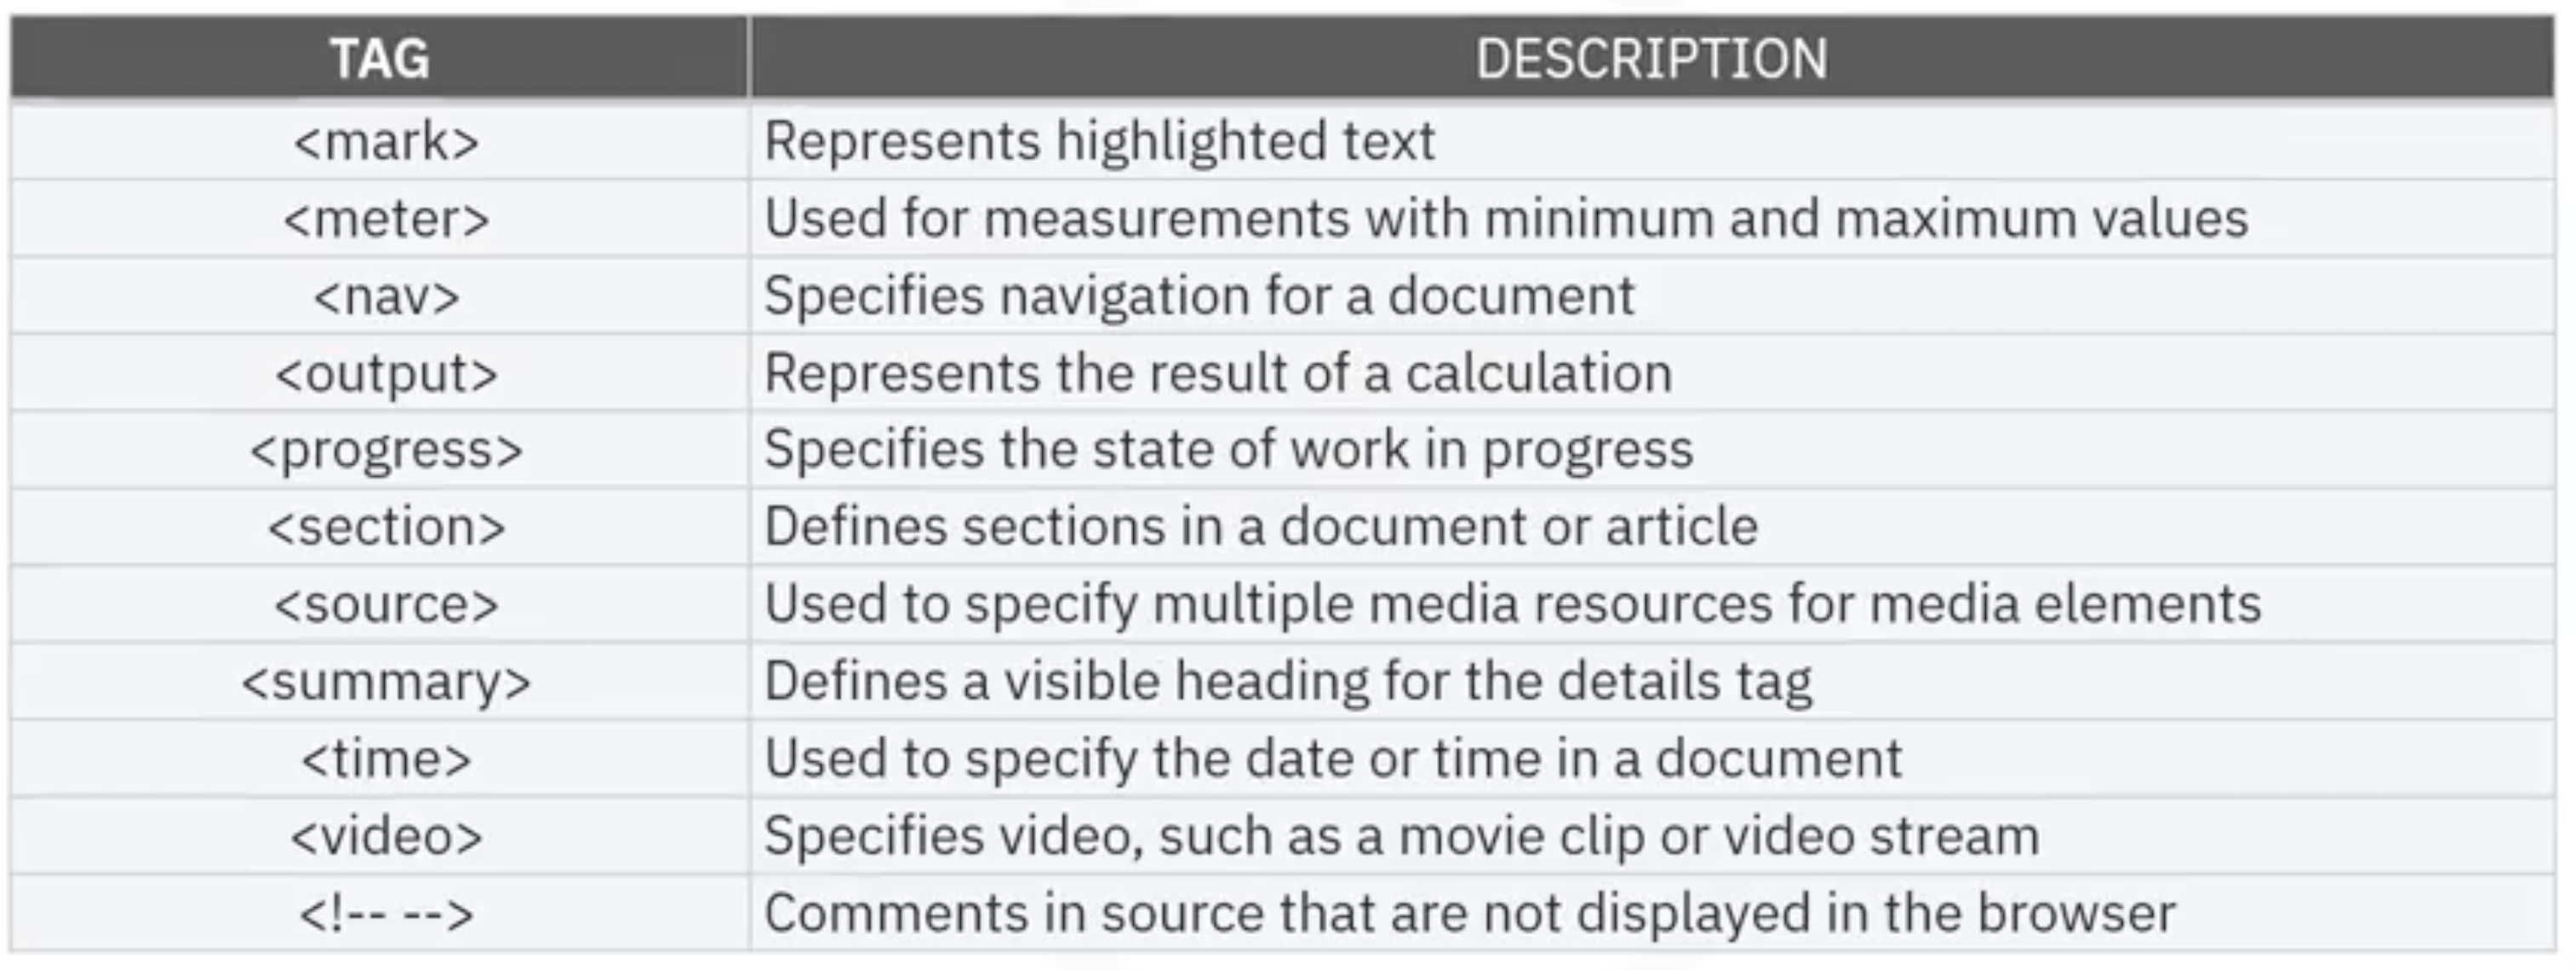 TAG DESCRIPTION
<mark> Represents highlighted text
<meter> Used for measurements with minimum and maximum values
<nav> Specifies navigation for a document
<output> Represents the result of a calculation
<progress> Specifies the state of work in progress
<section> Defines sections in a document or article
<source> Used to specify multiple media resources for media elements
<summary> Defines a visible heading for the details tag
<time> Used to specify the date or time in a document
<video> Specifies video, such as a movie clip or video stream
<!-- --> Comments in source that are not displayed in the browser